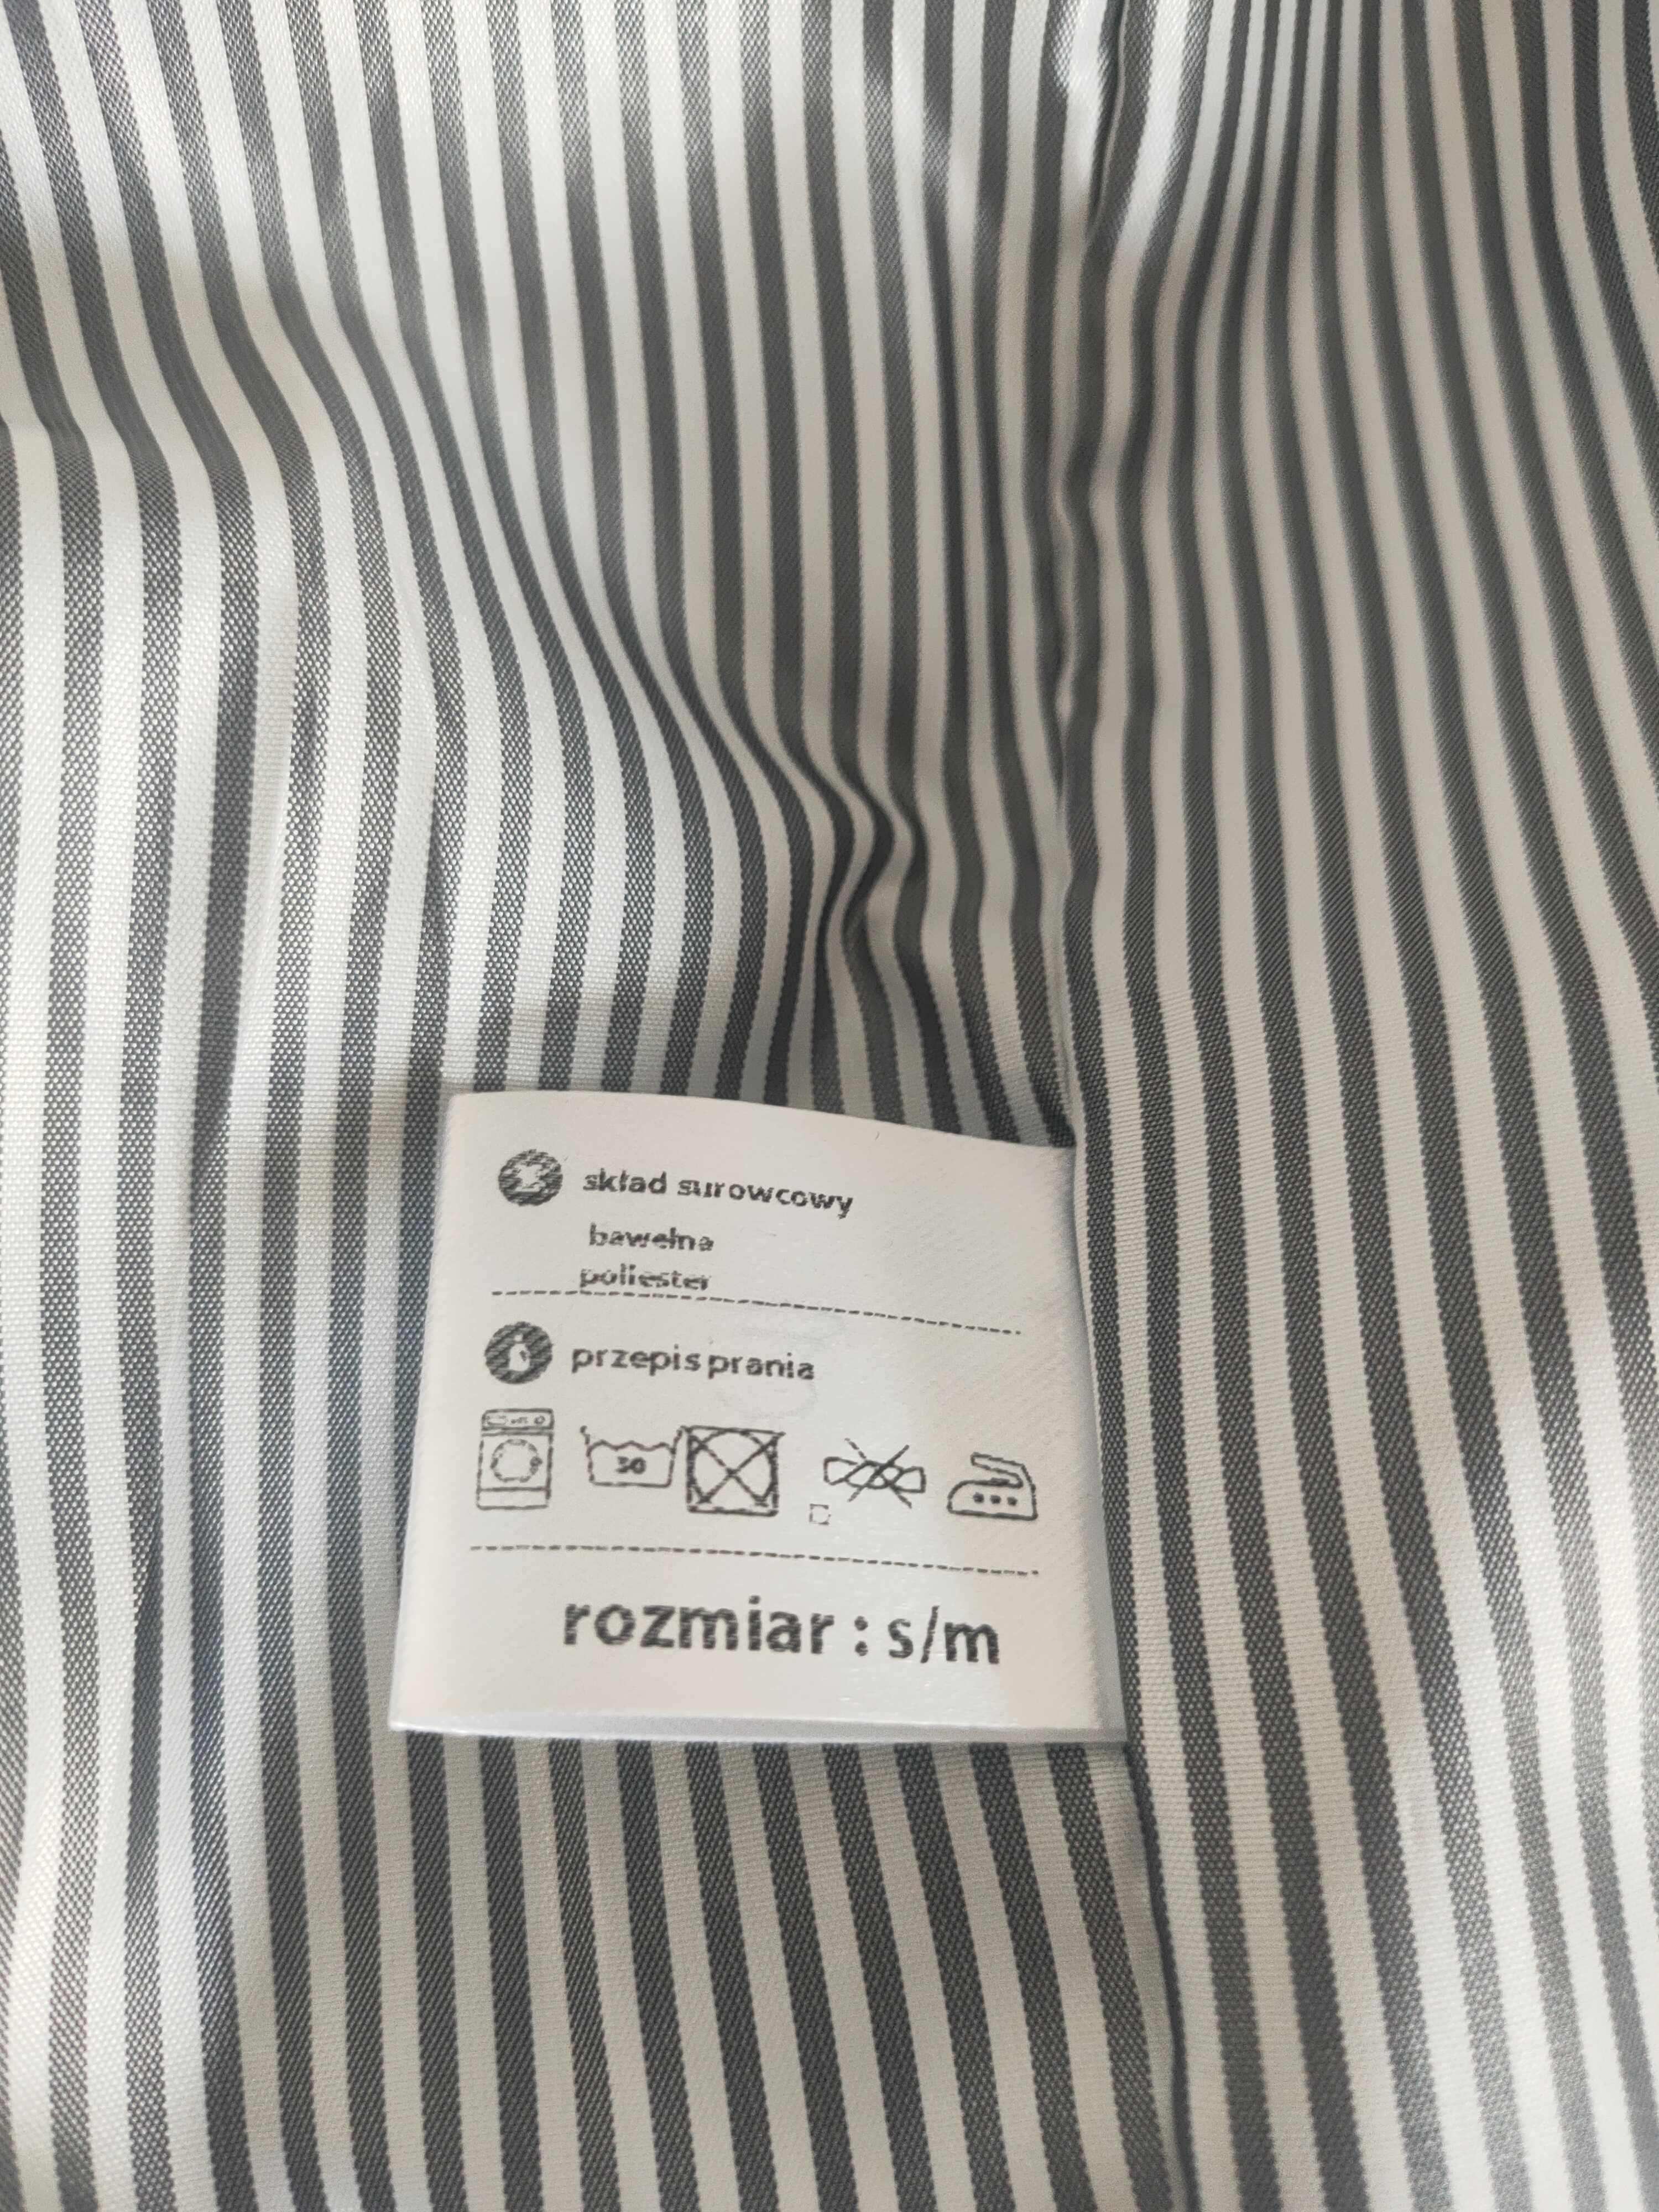 skład surowcowy
bawełna
poliester
przepis prania
30
rozmiar : s/m